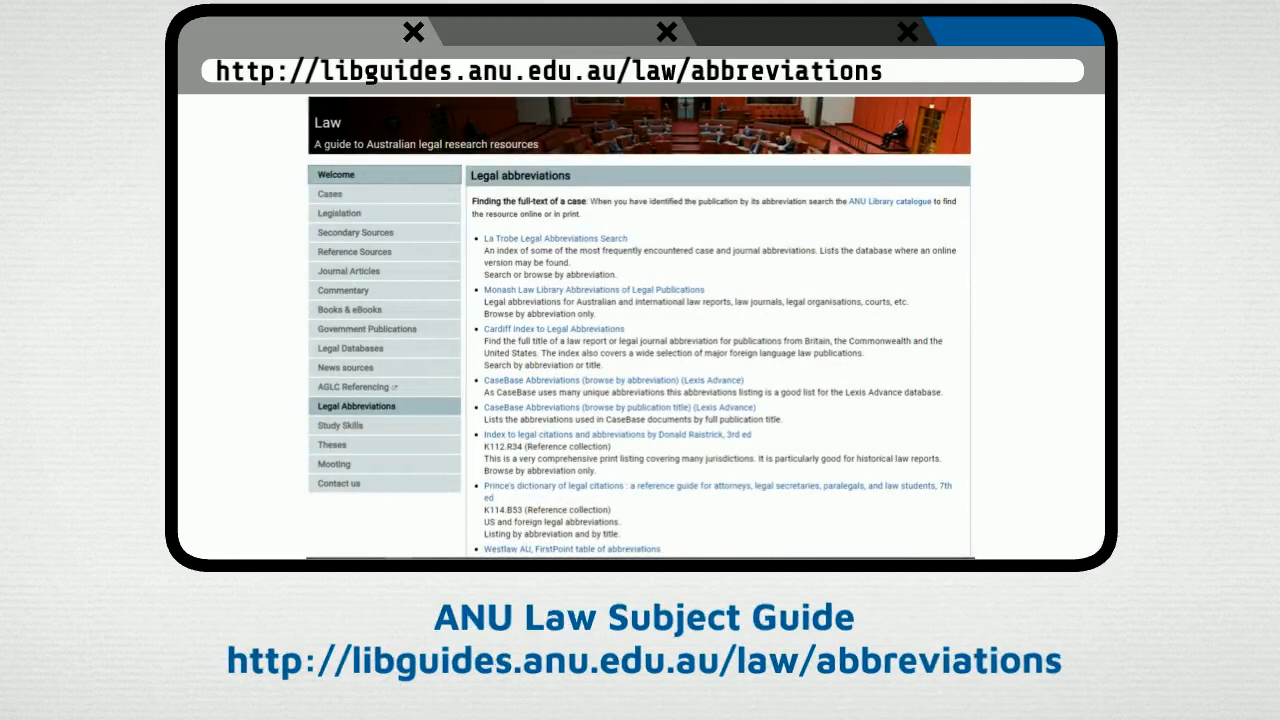 http://libguides.anu.edu.au/law/abbreviations
Law
A guide to Australian legal research resources
Welcome
Cases
Legislation
Secondary Sources
Reference Sources
Journal Articles
Commentary
Books & eBooks
Government Publications
Legal Databases
News sources
AGLC Referencing
Legal Abbreviations
Study Skills
Theses
Mooting
Contact us
Legal abbreviations
Finding the full-text of a case: When you have identified the publication by its abbreviation search the ANU Library catalogue to find
the resource online or in print.
• La Trobe Legal Abbreviations Search
An index of some of the most frequently encountered case and journal abbreviations. Lists the database where an online
version may be found.
Search or browse by abbreviation.
• Monash Law Library Abbreviations of Legal Publications
Legal abbreviations for Australian and international law reports, law journals, legal organisations, courts, etc.
Browse by abbreviation only.
• Cardiff Index to Legal Abbreviations
Find the full title of a law report or legal journal abbreviation for publications from Britain, the Commonwealth and the
United States. The index also covers a wide selection of major foreign language law publications.
Search by abbreviation or title.
• CaseBase Abbreviations (browse by abbreviation) (Lexis Advance)
As CaseBase uses many unique abbreviations this abbreviations listing is a good list for the Lexis Advance database.
• CaseBase Abbreviations (browse by publication title) (Lexis Advance)
Lists the abbreviations used in CaseBase documents by full publication title.
• Index to legal citations and abbreviations by Donald Raistrick, 3rd ed
K112.R34 (Reference collection)
This is a very comprehensive print listing covering many jurisdictions. It is particularly good for historical law reports.
Browse by abbreviation only.
• Prince's dictionary of legal citations : a reference guide for attorneys, legal secretaries, paralegals, and law students, 7th
ed
K114.B53 (Reference collection)
US and foreign legal abbreviations.
Listing by abbreviation and by title.
• Westlaw AU, FirstPoint table of abbreviations
ANU Law Subject Guide
http://libguides.anu.edu.au/law/abbreviations